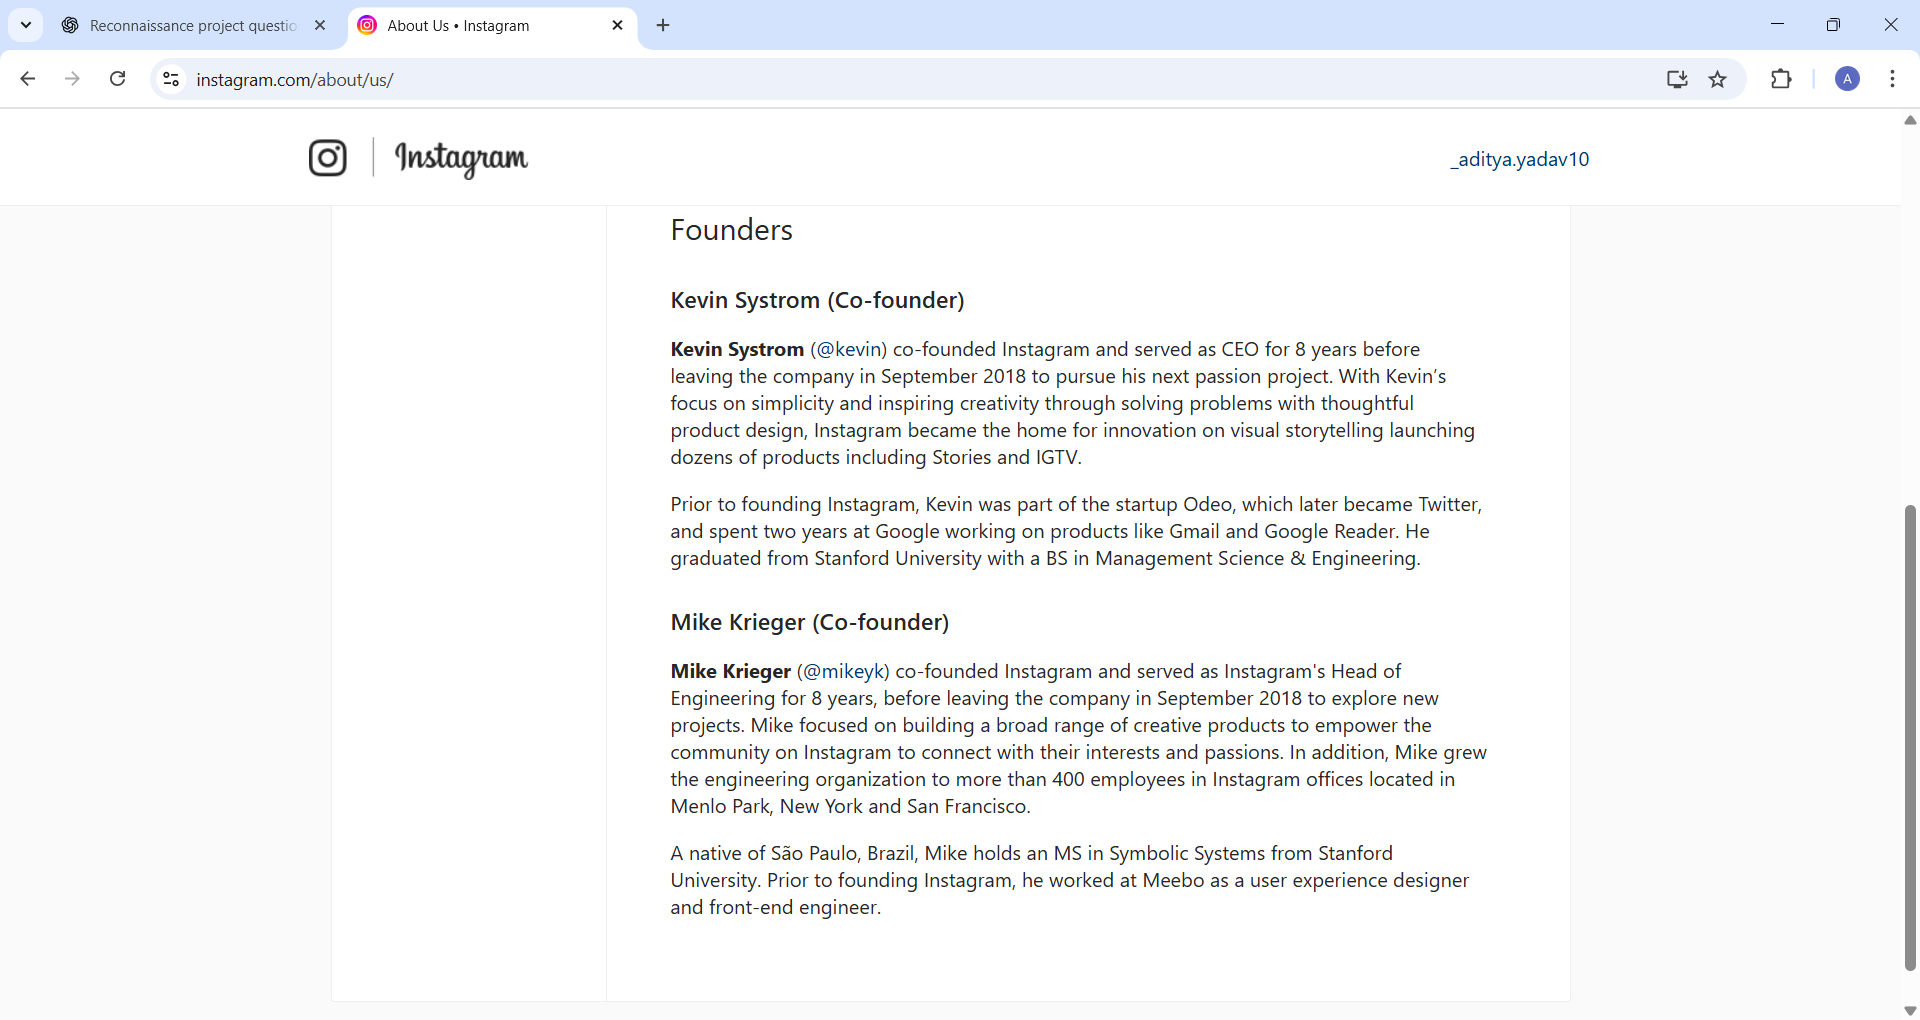 Reconnaissance project questio
About Us • Instagram
instagram.com/about/us/
A
Instagram
_aditya.yadav10
Founders
Kevin Systrom (Co-founder)
Kevin Systrom (@kevin) co-founded Instagram and served as CEO for 8 years before
leaving the company in September 2018 to pursue his next passion project. With Kevin’s
focus on simplicity and inspiring creativity through solving problems with thoughtful
product design, Instagram became the home for innovation on visual storytelling launching
dozens of products including Stories and IGTV.
Prior to founding Instagram, Kevin was part of the startup Odeo, which later became Twitter,
and spent two years at Google working on products like Gmail and Google Reader. He
graduated from Stanford University with a BS in Management Science & Engineering.
Mike Krieger (Co-founder)
Mike Krieger (@mikeyk) co-founded Instagram and served as Instagram's Head of
Engineering for 8 years, before leaving the company in September 2018 to explore new
projects. Mike focused on building a broad range of creative products to empower the
community on Instagram to connect with their interests and passions. In addition, Mike grew
the engineering organization to more than 400 employees in Instagram offices located in
Menlo Park, New York and San Francisco.
A native of São Paulo, Brazil, Mike holds an MS in Symbolic Systems from Stanford
University. Prior to founding Instagram, he worked at Meebo as a user experience designer
and front-end engineer.